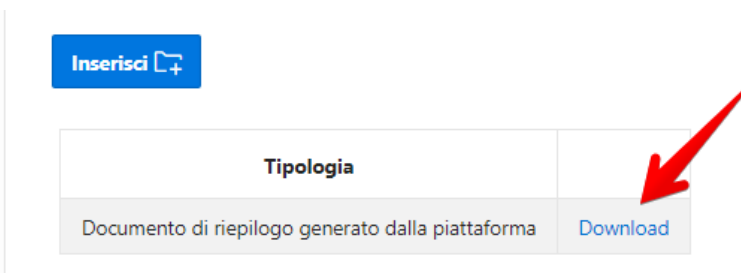 Inserisci
Tipologia
Documento di riepilogo generato dalla piattaforma Download